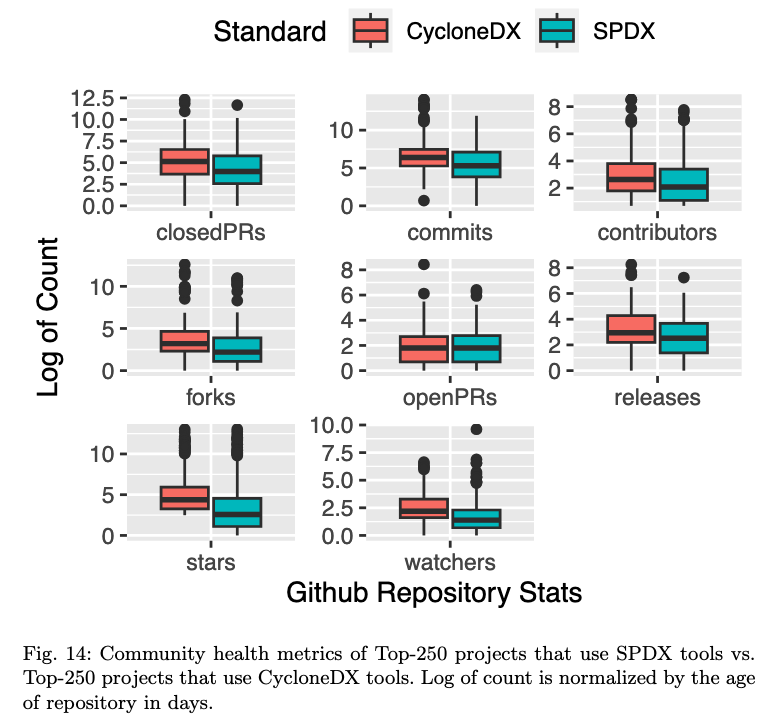 Standard CycloneDX SPDX
12.5
10.0
7.5
5.0
2.5
0.0
closedPRs
10
5
0
commits
8
6
4
2
contributors
Log of Count
10
5
0
forks
8
6
4
2
0
openPRs
8
6
4
2
0
releases
10
5
0
stars
10.0
7.5
5.0
2.5
0.0
watchers
Github Repository Stats
Fig. 14: Community health metrics of Top-250 projects that use SPDX tools vs.
Top-250 projects that use CycloneDX tools. Log of count is normalized by the age
of repository in days.